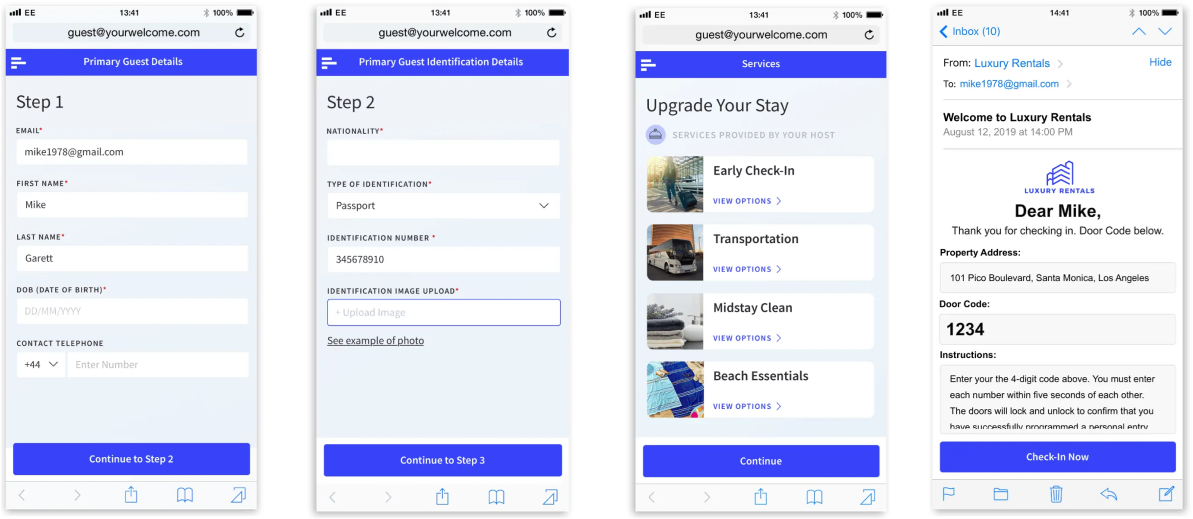 EE
13:41
100%
guest@yourwelcome.com
Primary Guest Details
Step 1
EMAIL*
mike1978@gmail.com
FIRST NAME*
Mike
LAST NAME*
Garett
DOB (DATE OF BIRTH)*
DD/MM/YYYY
CONTACT TELEPHONE
+44
Enter Number
Continue to Step 2
EE
13:41
100%
guest@yourwelcome.com
Primary Guest Identification Details
Step 2
NATIONALITY*
TYPE OF IDENTIFICATION*
Passport
IDENTIFICATION NUMBER *
345678910
IDENTIFICATION IMAGE UPLOAD*
+ Upload Image
See example of photo
Continue to Step 3
EE
13:41
100%
guest@yourwelcome.com
Services
Upgrade Your Stay
SERVICES PROVIDED BY YOUR HOST
Early Check-In
VIEW OPTIONS >
Transportation
VIEW OPTIONS >
Midstay Clean
VIEW OPTIONS >
Beach Essentials
VIEW OPTIONS >
Continue
EE
14:41
100%
Inbox (10)
From: Luxury Rentals >
Hide
To: mike1978@gmail.com >
Welcome to Luxury Rentals
August 12, 2019 at 14:00 PM
LUXURY RENTALS
Dear Mike,
Thank you for checking in. Door Code below.
Property Address:
101 Pico Boulevard, Santa Monica, Los Angeles
Door Code:
1234
Instructions:
Enter your the 4-digit code above. You must enter
each number within five seconds of each other.
The doors will lock and unlock to confirm that you
have successfully programmed a personal entry
Check-In Now